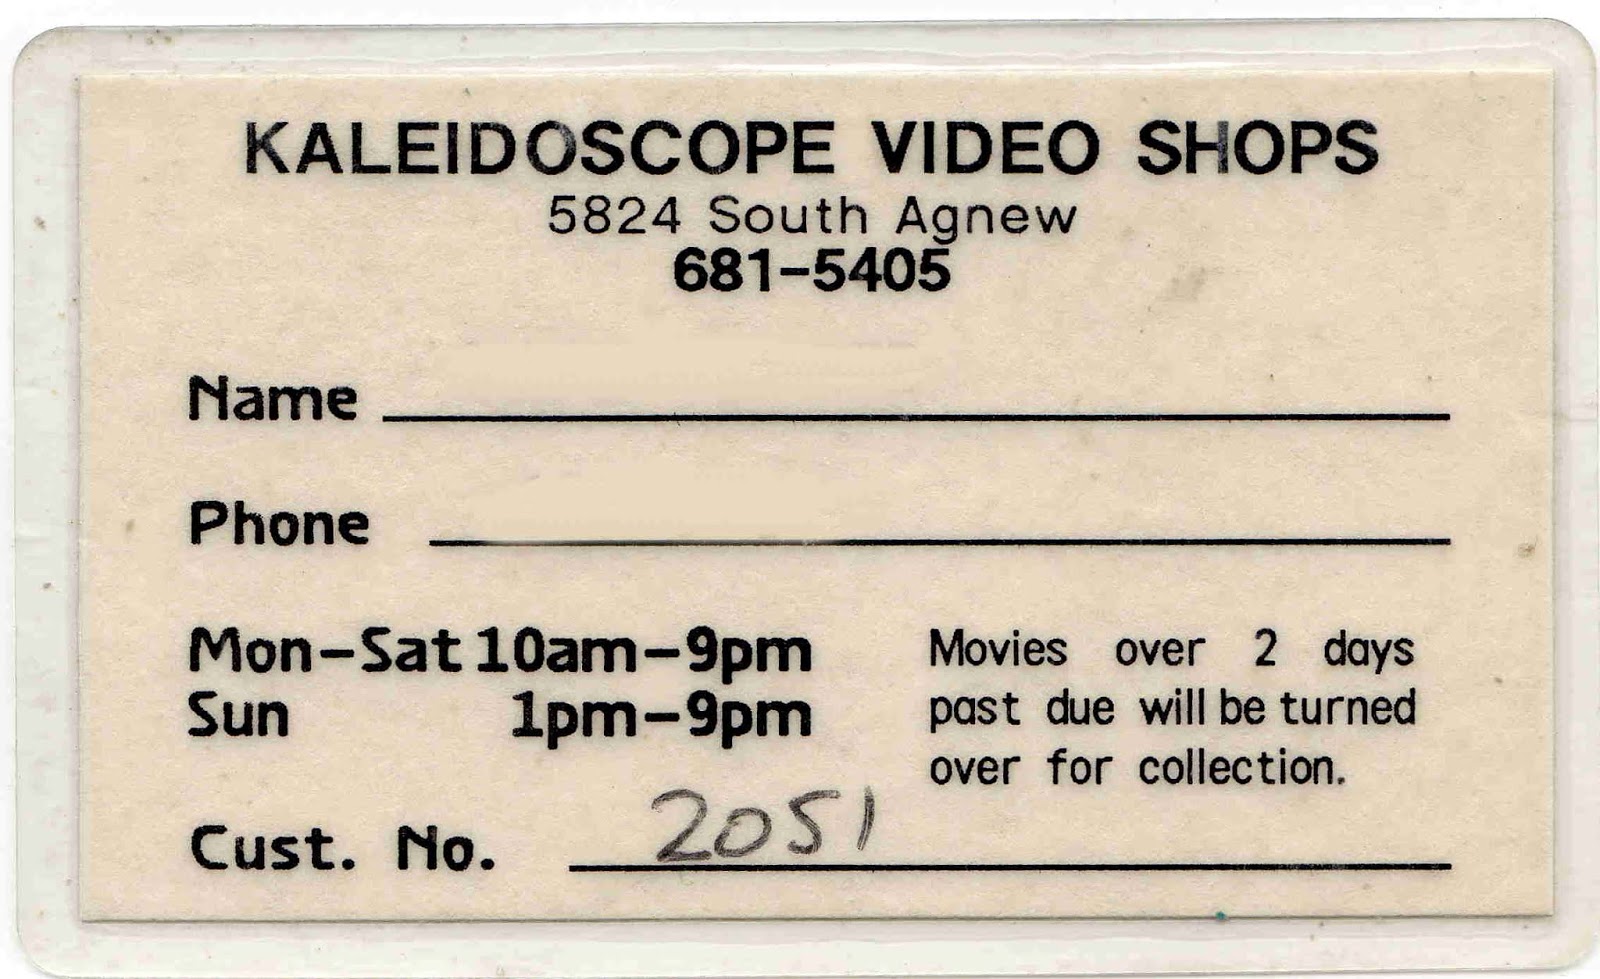 KALEIDOSCOPE VIDEO SHOPS
5824 South Agnew
681-5405
Name
Phone
Mon-Sat 10am-9pm
Sun 1pm-9pm
Movies over 2 days
past due will be turned
over for collection.
Cust. No. 2051